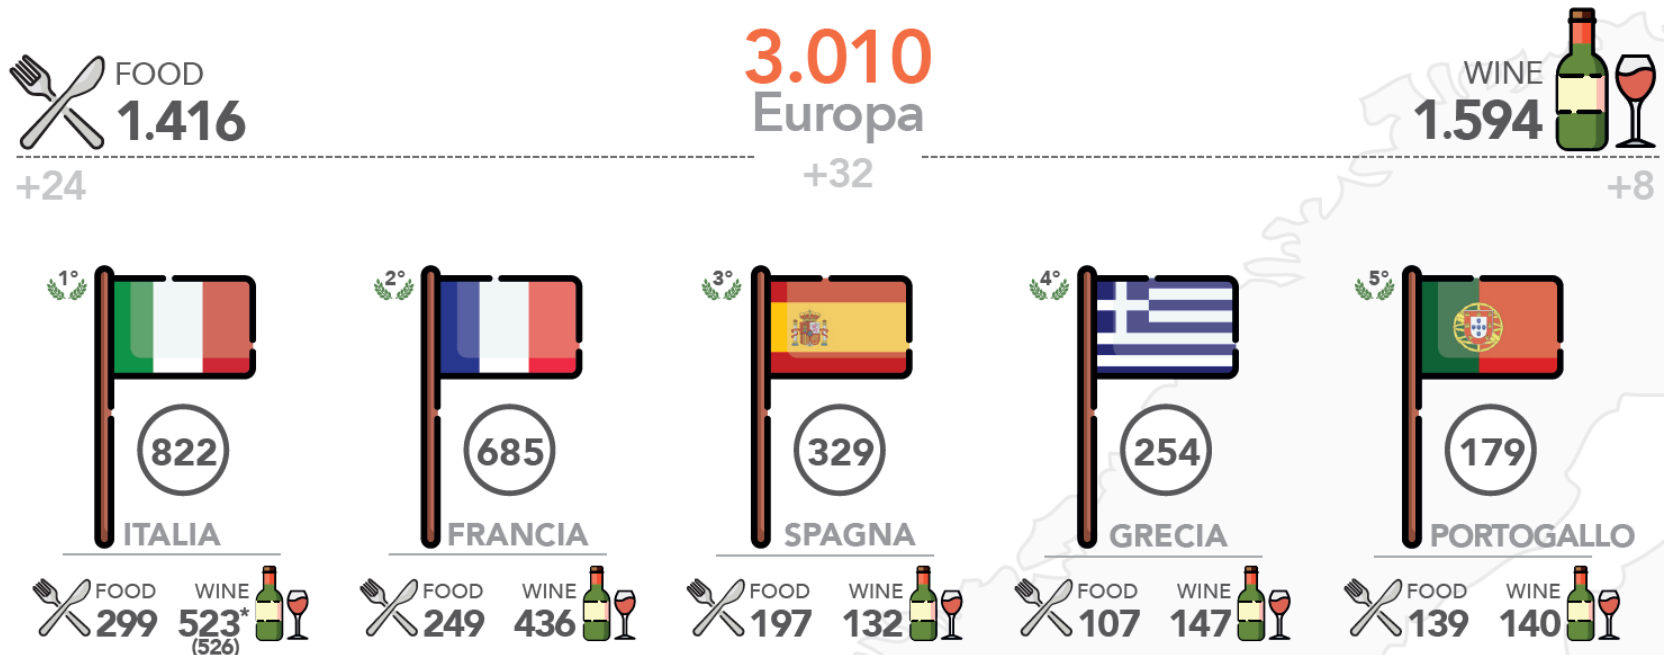 FOOD
1.416
+24
3.010
Europa
+32
WINE
1.594
+8
1°
822
ITALIA
FOOD
299
WINE
523*
(526)
2°
685
FRANCIA
FOOD
249
WINE
436
3°
329
SPAGNA
FOOD
197
WINE
132
4°
254
GRECIA
FOOD
107
WINE
147
5°
179
PORTOGALLO
FOOD
139
WINE
140